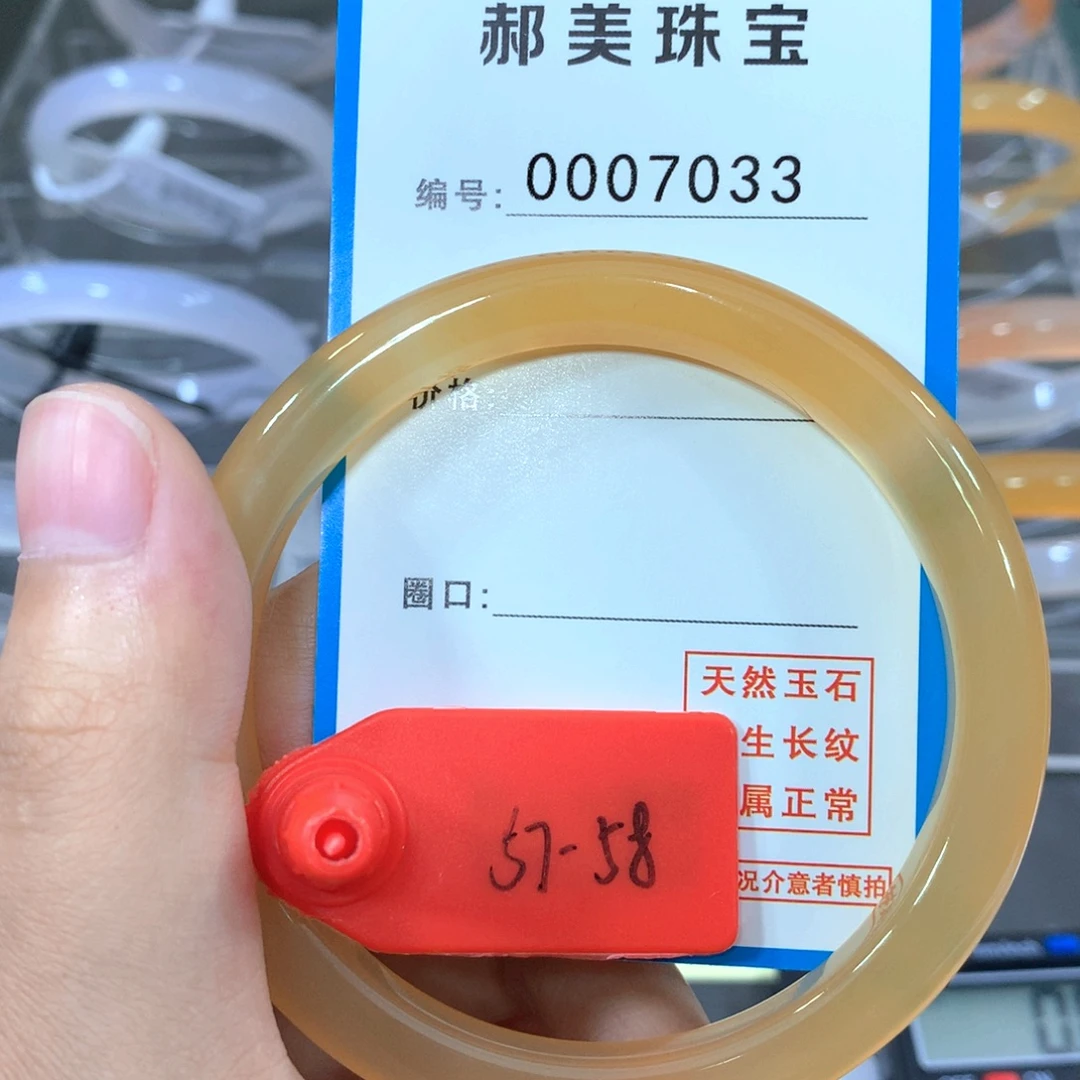 郝美珠宝
编号: 0007033
价格:
圈口:
天然玉石
生长纹
属正常
57-58
况介意者慎拍